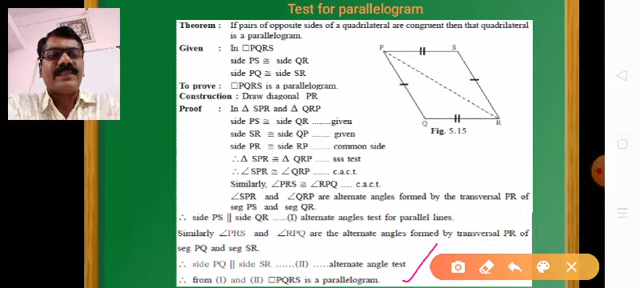 Test for parallelogram
Theorem : If pairs of opposite sides of a quadrilateral are congruent then that quadrilateral
is a parallelogram.
Given : In □PQRS
side PS ≅ side QR
side PQ ≅ side SR
To prove : □PQRS is a parallelogram.
Construction : Draw diagonal PR
Proof : In Δ SPR and Δ QRP
side PS ≅ side QR ........given
side SR ≅ side QP ........ given
side PR ≅ side RP ........ common side
∴Δ SPR ≅ Δ QRP ..... sss test
∴∠SPR ≅ ∠QRP ..... c.a.c.t.
Similarly, ∠PRS ≅ ∠RPQ ..... c.a.c.t.
∠SPR and ∠QRP are alternate angles formed by the transversal PR of
seg PS and seg QR.
∴ side PS || side QR ......(I) alternate angles test for parallel lines.
Similarly ∠PRS and ∠RPQ are the alternate angles formed by transversal PR of
seg PQ and seg SR.
∴ side PQ || side SR ......(II) .....alternate angle test
∴ from (I) and (II) □PQRS is a parallelogram.
P
S
Q
R
Fig. 5.15